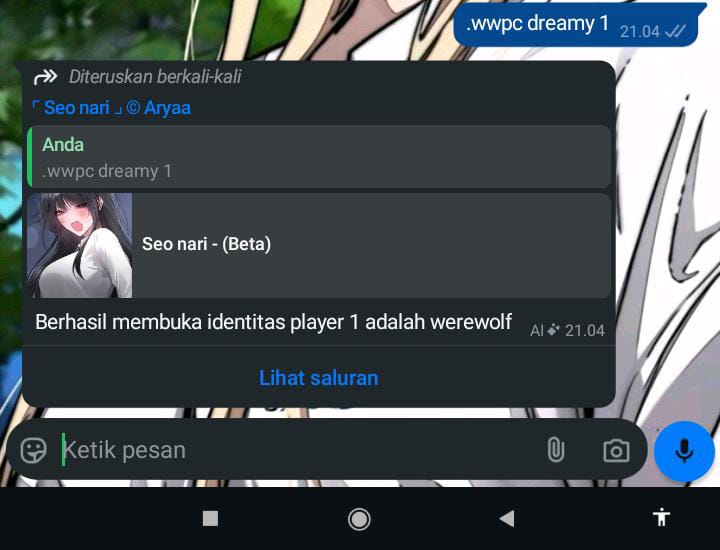 .wwpc dreamy 1 21.04
Diteruskan berkali-kali
「 Seo nari 」© Aryaa
Anda
.wwpc dreamy 1
Seo nari - (Beta)
Berhasil membuka identitas player 1 adalah werewolf AI 21.04
Lihat saluran
Ketik pesan